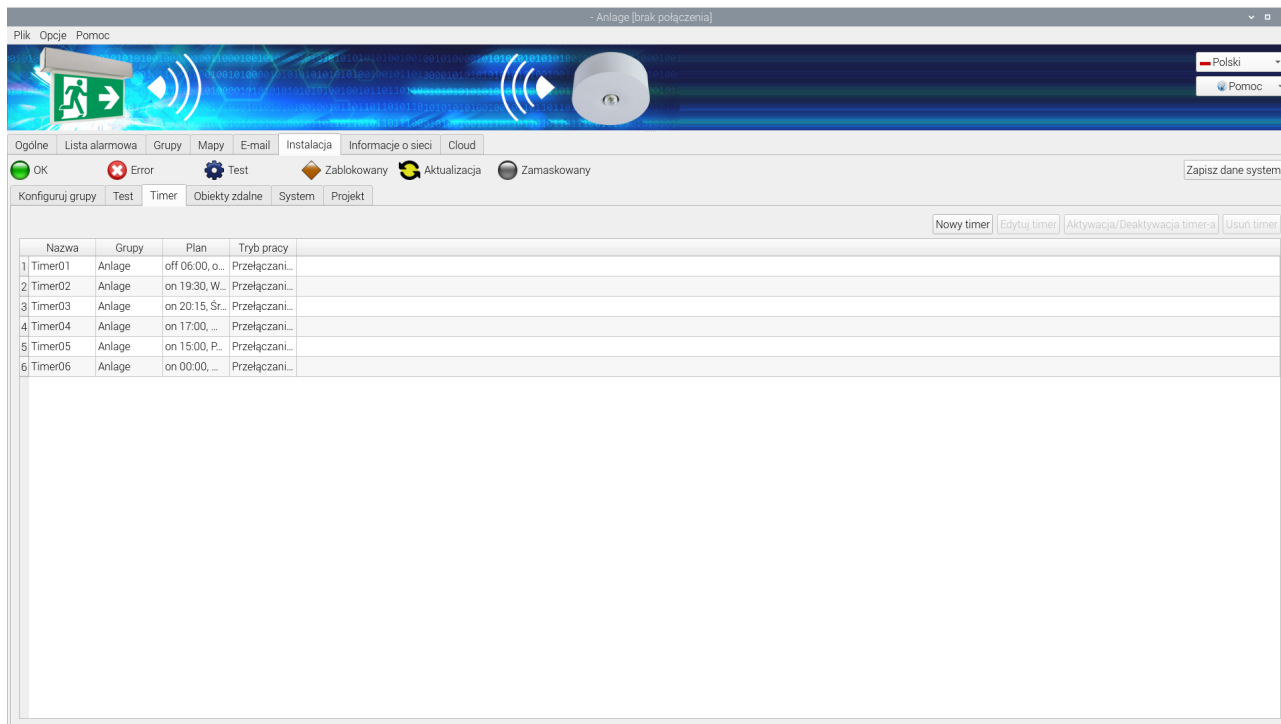 - Anlage [brak połączenia]
Plik Opcje Pomoc
Polski
Pomoc
Ogólne Lista alarmowa Grupy Mapy E-mail Instalacja Informacje o sieci Cloud
OK Error Test Zablokowany Aktualizacja Zamaskowany Zapisz dane system
Konfiguruj grupy Test Timer Obiekty zdalne System Projekt
Nowy timer Edytuj timer Aktywacja/Deaktywacja timer-a Usuń timer
Nazwa Grupy Plan Tryb pracy
1 Timer01 Anlage off 06:00, o... Przełączani...
2 Timer02 Anlage on 19:30, W... Przełączani...
3 Timer03 Anlage on 20:15, Śr... Przełączani...
4 Timer04 Anlage on 17:00, ... Przełączani...
5 Timer05 Anlage on 15:00, P... Przełączani...
6 Timer06 Anlage on 00:00, ... Przełączani...